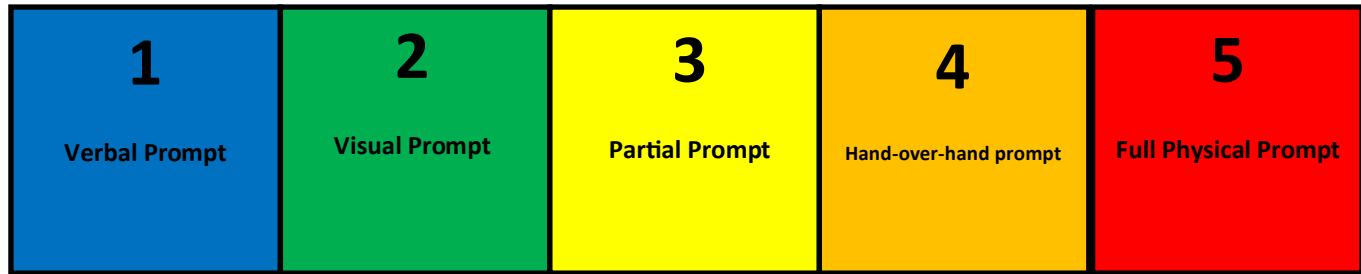 1
Verbal Prompt
2
Visual Prompt
3
Partial Prompt
4
Hand-over-hand prompt
5
Full Physical Prompt